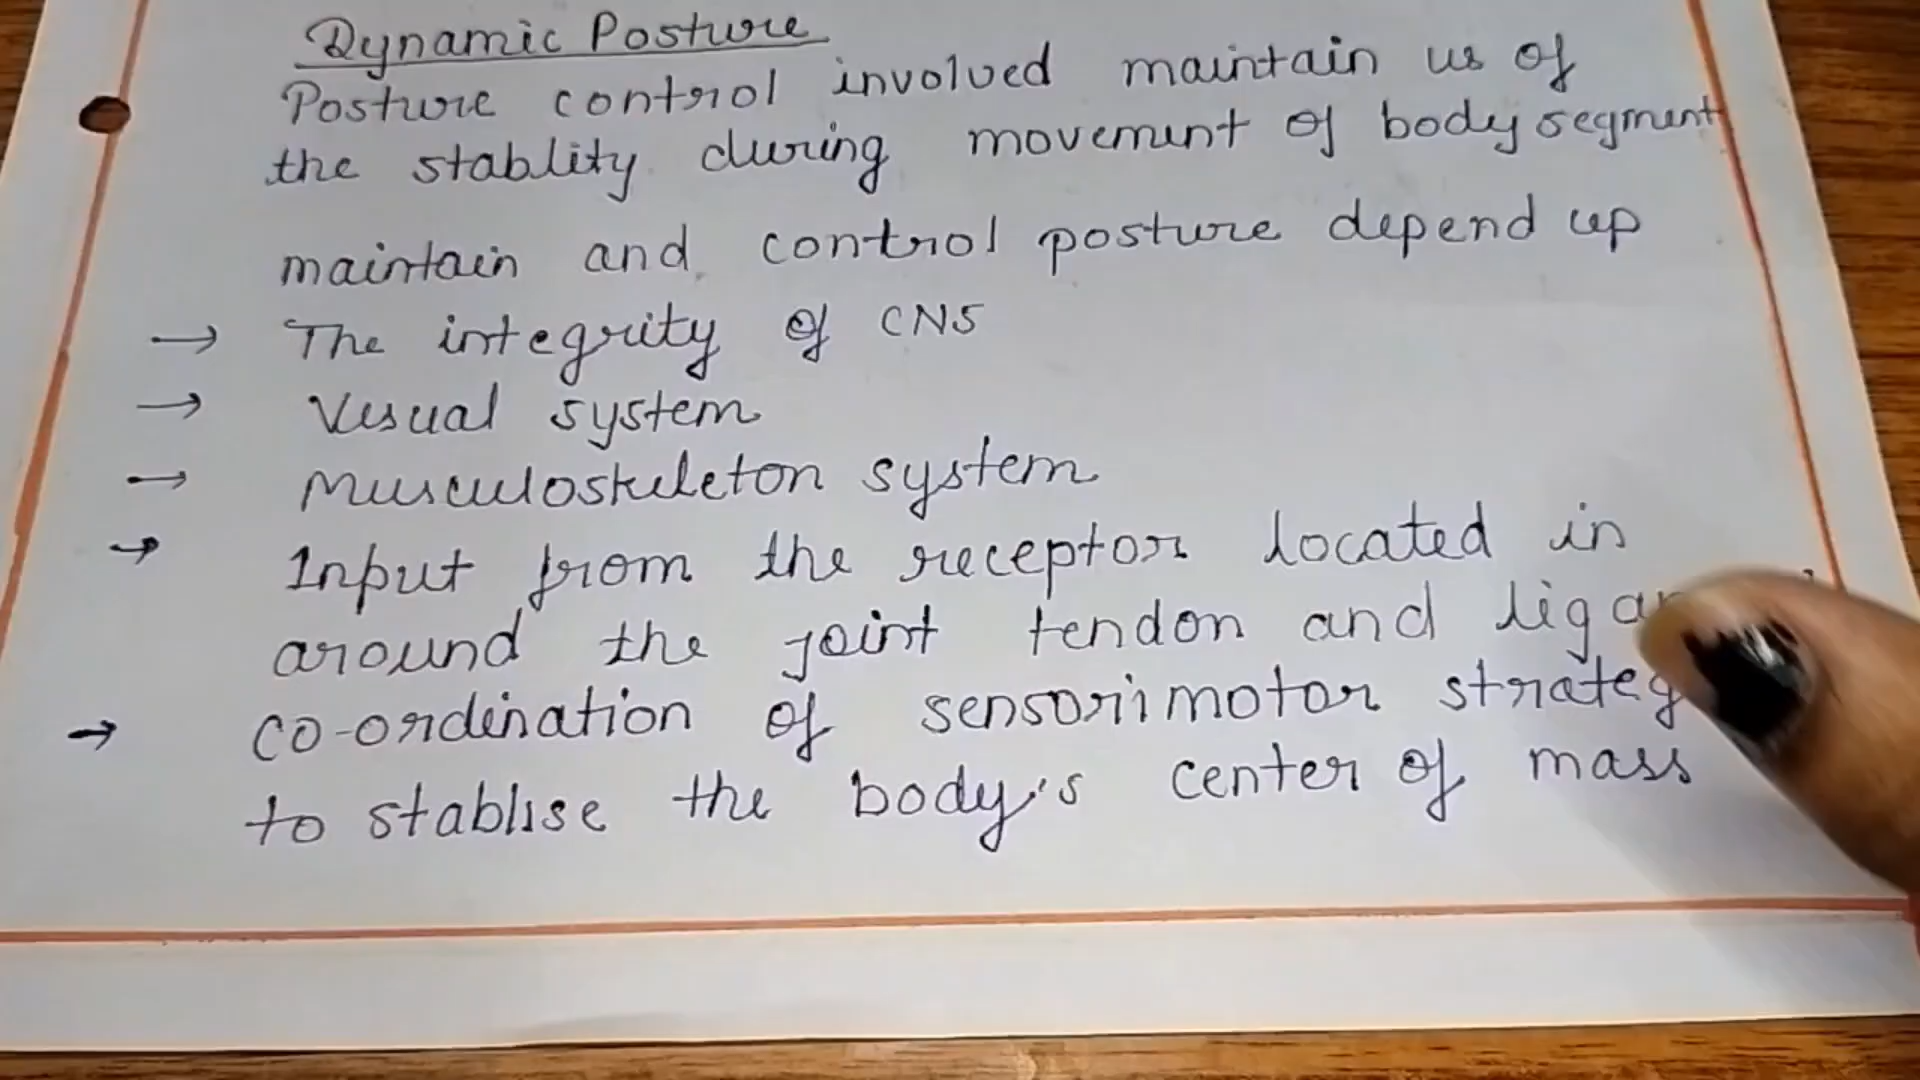 Dynamic Posture
Posture control involved maintain us of
the stablity during movement of body segment
maintain and control posture depend up
→ The integrity of CNS
→ Visual system
→ Musculoskeleton system
→ Input from the receptor located in
around the joint tendon and
→ co-ordination of sensorimotor
to stablise the body's center of mass